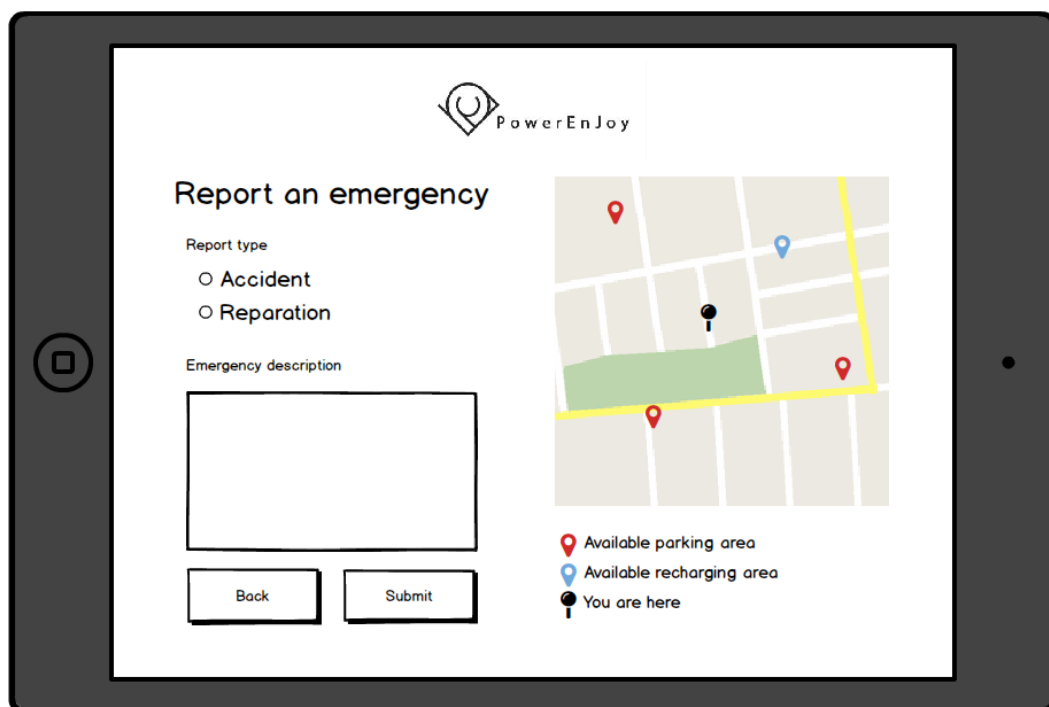 PowerEnJoy
Report an emergency
Report type
Accident
Reparation
Emergency description
Back
Submit
Available parking area
Available recharging area
You are here